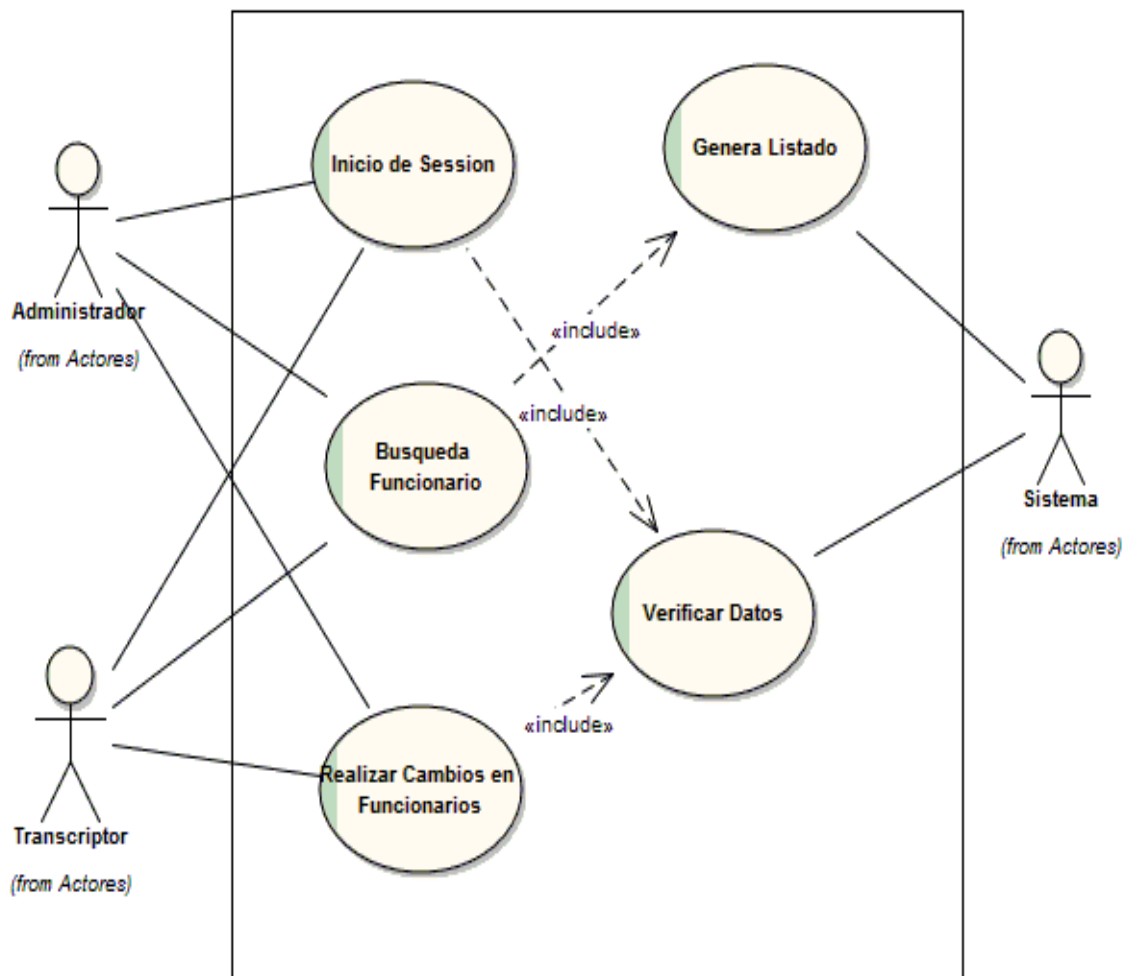 Inicio de Session
Genera Listado
Administrador
(from Actores)
«include»
«include»
Busqueda
Funcionario
Sistema
(from Actores)
Verificar Datos
«include»
Realizar Cambios en
Funcionarios
Transcriptor
(from Actores)